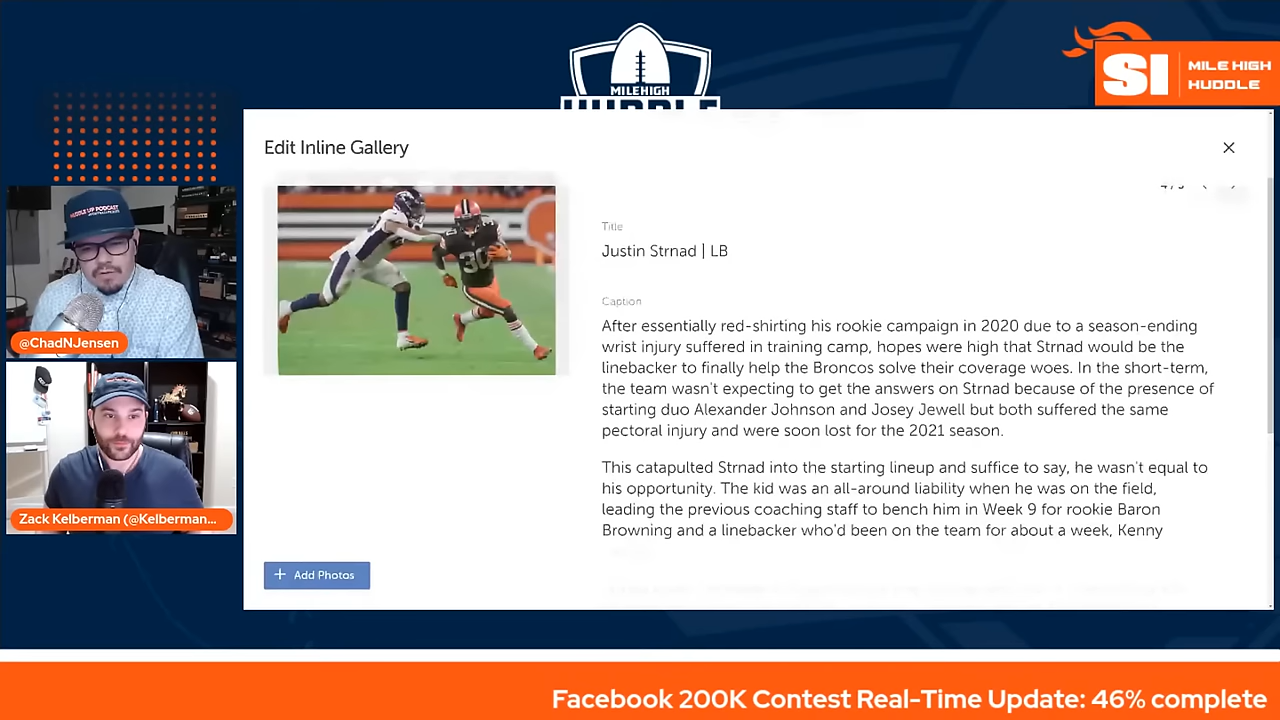 MILE HIGH
HUDDLE
SI
MILE HIGH
HUDDLE
Edit Inline Gallery
30
Title
Justin Strnad | LB
Caption
After essentially red-shirting his rookie campaign in 2020 due to a season-ending
wrist injury suffered in training camp, hopes were high that Strnad would be the
linebacker to finally help the Broncos solve their coverage woes. In the short-term,
the team wasn't expecting to get the answers on Strnad because of the presence of
starting duo Alexander Johnson and Josey Jewell but both suffered the same
pectoral injury and were soon lost for the 2021 season.
This catapulted Strnad into the starting lineup and suffice to say, he wasn't equal to
his opportunity. The kid was an all-around liability when he was on the field,
leading the previous coaching staff to bench him in Week 9 for rookie Baron
Browning and a linebacker who'd been on the team for about a week, Kenny
+ Add Photos
HUDDLE UP PODCAST
@ChadNJensen
Zack Kelberman (@Kelberman...
Facebook 200K Contest Real-Time Update: 46% complete